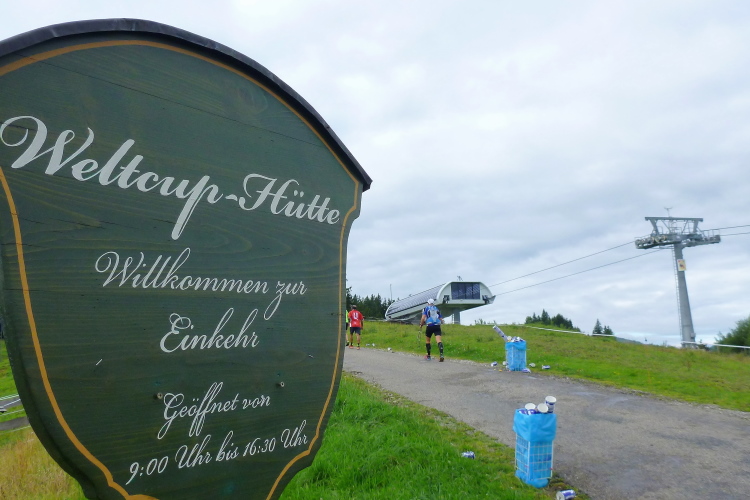 Weltcup-Hütte
Willkommen zur
Einkehr
Geöffnet von
9:00 Uhr bis 16:30 Uhr